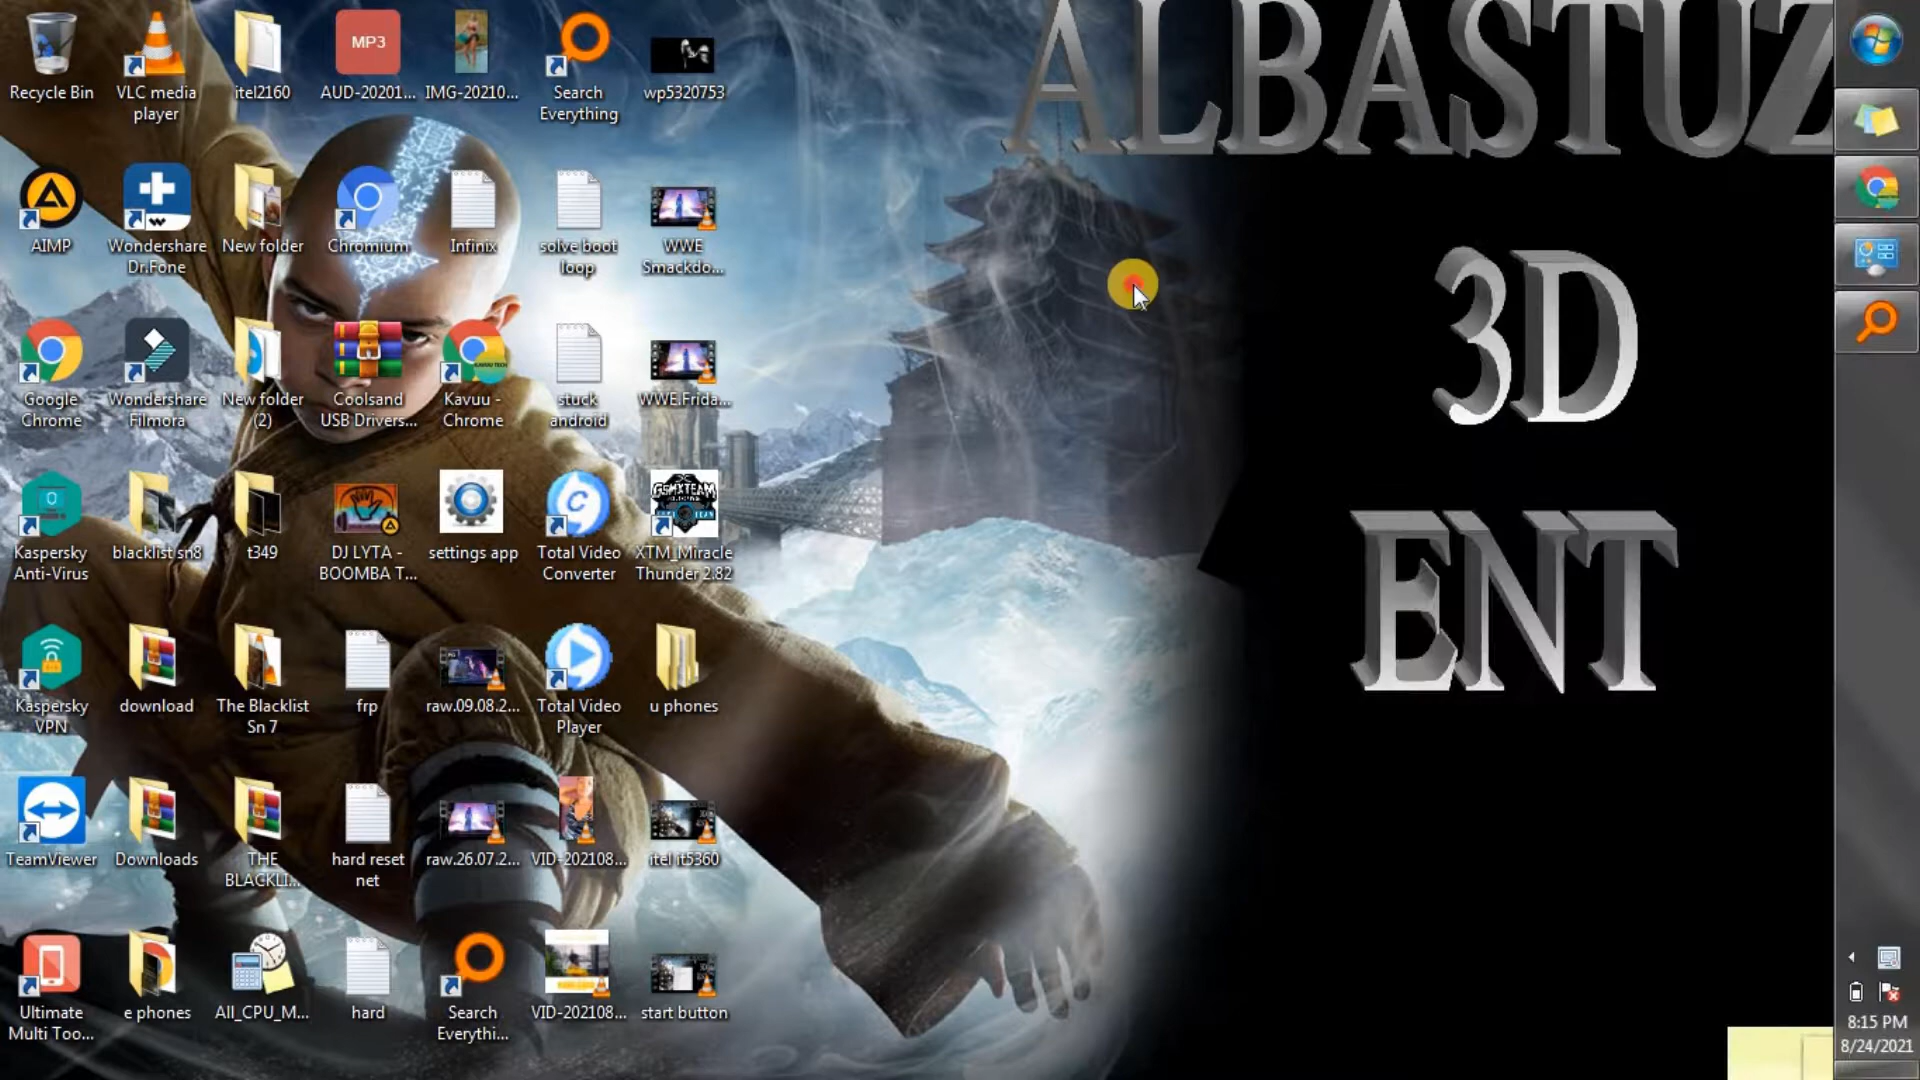 ALBASTUZ
3D
ENT
Recycle Bin
VLC media
player
itel2160
MP3
AUD-20201...
IMG-20210...
Search
Everything
wp5320753
AIMP
Wondershare
Dr.Fone
New folder
Chromium
Infinix
solve boot
loop
WWE
Smackdo...
Google
Chrome
Wondershare
Filmora
New folder
(2)
Coolsand
USB Drivers...
Kavuu -
Chrome
stuck
android
WWE.Frida...
Kaspersky
Anti-Virus
blacklist sn8
t349
DJ LYTA -
BOOMBA T...
settings app
Total Video
Converter
XTM_Miracle
Thunder 2.82
Kaspersky
VPN
download
The Blacklist
Sn 7
frp
raw.09.08.2...
Total Video
Player
u phones
TeamViewer
Downloads
THE
BLACKLI...
hard reset
net
raw.26.07.2...
VID-202108...
itel it5360
Ultimate
Multi Too...
e phones
All_CPU_M...
hard
Search
Everythi...
VID-202108...
start button
8:15 PM
8/24/2021